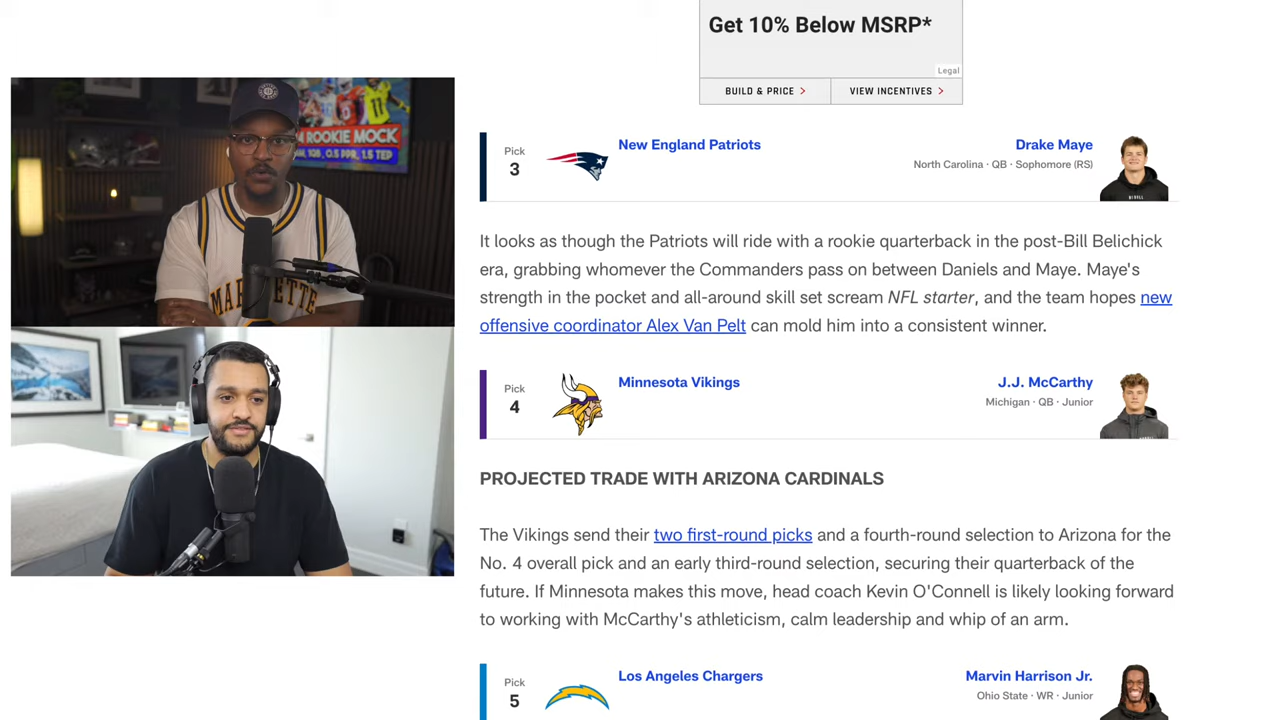 Get 10% Below MSRP*
Legal
BUILD & PRICE >
VIEW INCENTIVES >
ROOKIE MOCK
1QB, 0.5 PPR, 1.5 TEP
Pick
3
New England Patriots
Drake Maye
North Carolina · QB · Sophomore (RS)
It looks as though the Patriots will ride with a rookie quarterback in the post-Bill Belichick
era, grabbing whomever the Commanders pass on between Daniels and Maye. Maye's
strength in the pocket and all-around skill set scream NFL starter, and the team hopes new
offensive coordinator Alex Van Pelt can mold him into a consistent winner.
Pick
4
Minnesota Vikings
J.J. McCarthy
Michigan · QB · Junior
PROJECTED TRADE WITH ARIZONA CARDINALS
The Vikings send their two first-round picks and a fourth-round selection to Arizona for the
No. 4 overall pick and an early third-round selection, securing their quarterback of the
future. If Minnesota makes this move, head coach Kevin O'Connell is likely looking forward
to working with McCarthy's athleticism, calm leadership and whip of an arm.
Pick
5
Los Angeles Chargers
Marvin Harrison Jr.
Ohio State · WR · Junior